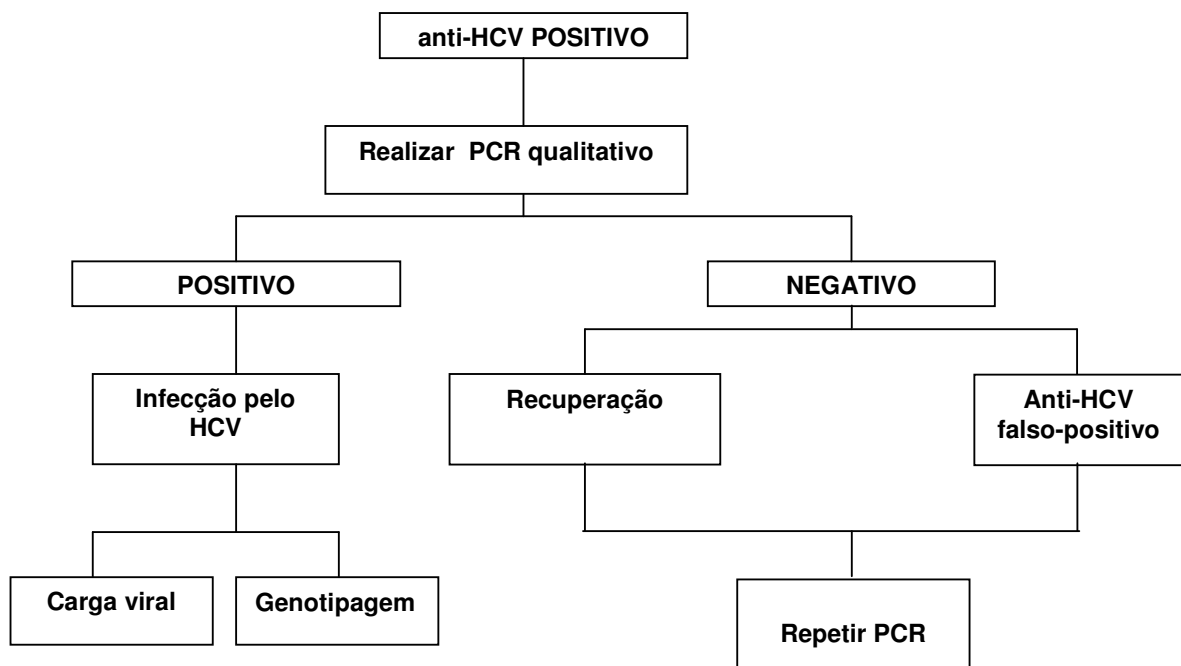 anti-HCV POSITIVO
Realizar PCR qualitativo
POSITIVO
NEGATIVO
Infecção pelo
HCV
Recuperação
Anti-HCV
falso-positivo
Carga viral
Genotipagem
Repetir PCR